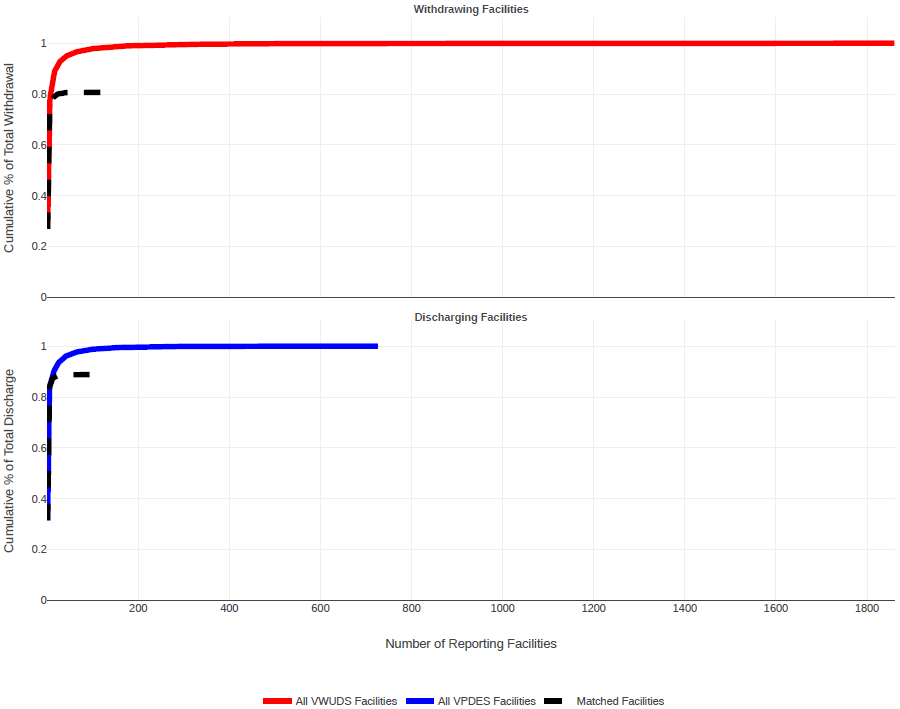 Withdrawing Facilities
Cumulative % of Total Withdrawal
1
0.8
0.6
0.4
0.2
0
Discharging Facilities
Cumulative % of Total Discharge
1
0.8
0.6
0.4
0.2
0
200 400 600 800 1000 1200 1400 1600 1800
Number of Reporting Facilities
All VWUDS Facilities All VPDES Facilities Matched Facilities